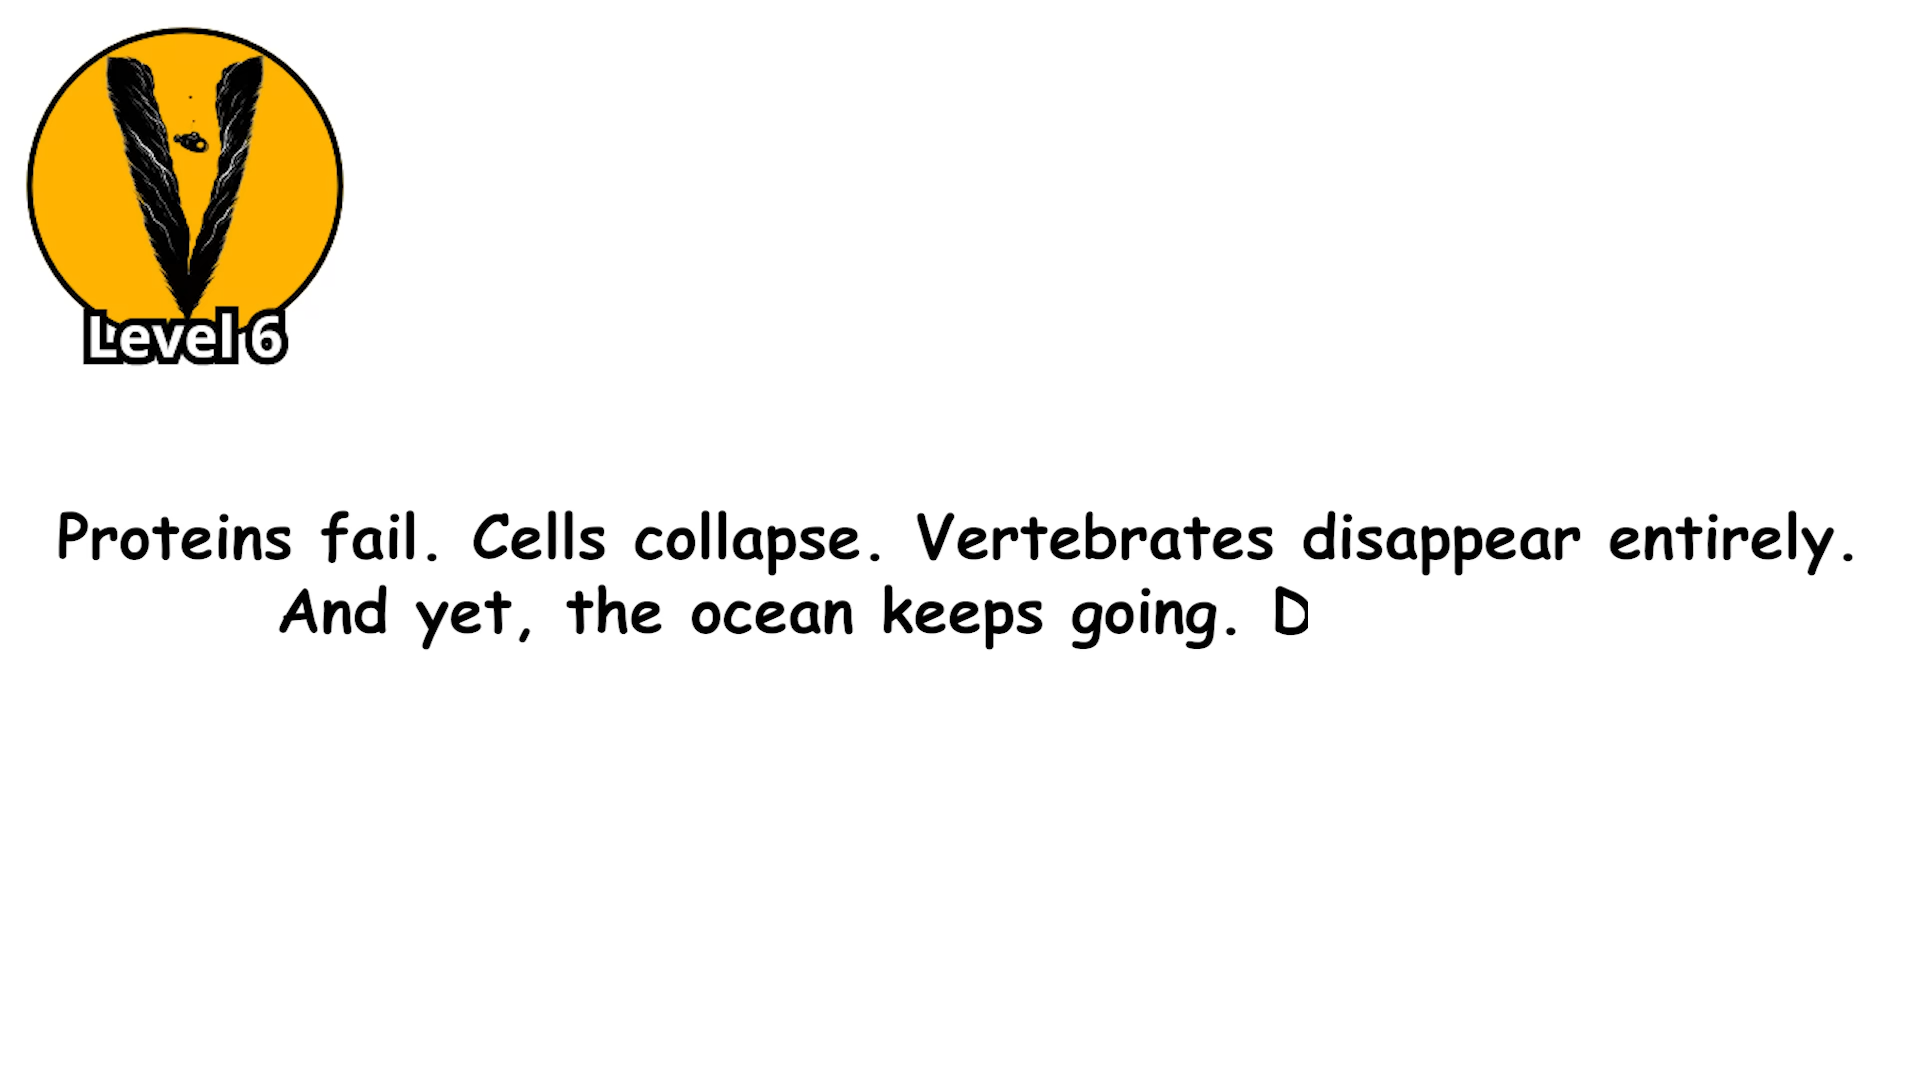 Level 6
Proteins fail. Cells collapse. Vertebrates disappear entirely.
And yet, the ocean keeps going. D